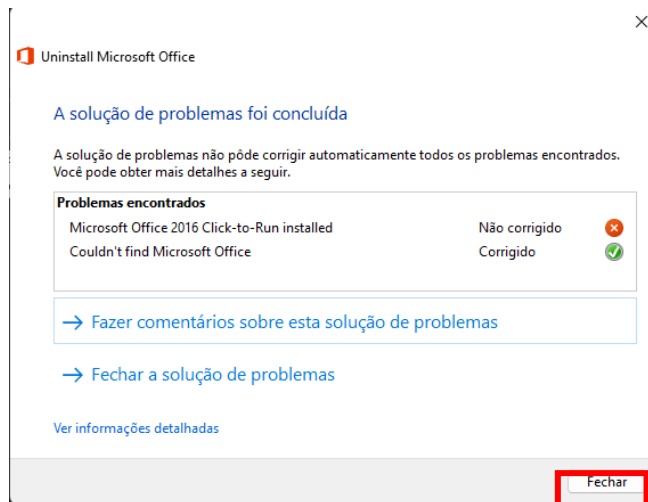 Uninstall Microsoft Office
A solução de problemas foi concluída
A solução de problemas não pôde corrigir automaticamente todos os problemas encontrados.
Você pode obter mais detalhes a seguir.
Problemas encontrados
Microsoft Office 2016 Click-to-Run installed Não corrigido
Couldn't find Microsoft Office Corrigido
Fazer comentários sobre esta solução de problemas
Fechar a solução de problemas
Ver informações detalhadas
Fechar